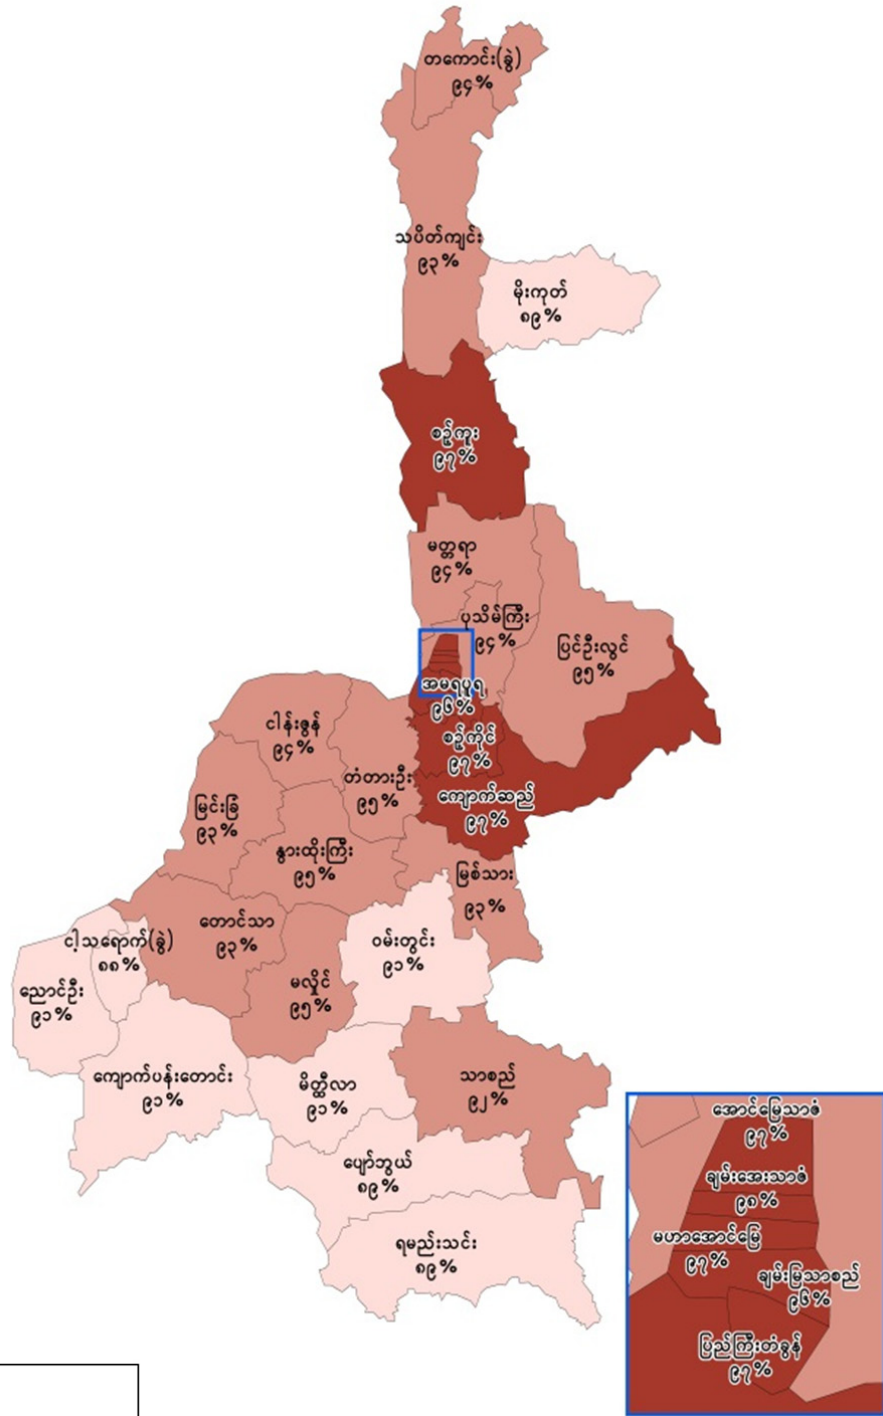 တကောင်း(ခွဲ)
၉၄%
သပိတ်ကျင်း
၉၃%
မိုးကုတ်
၈၉%
စဉ့်ကူး
၉၇%
မတ္တရာ
၉၄%
ပုသိမ်ကြီး
၉၄%
ပြင်ဦးလွင်
၉၅%
အမရပူရ
၉၆%
စဉ့်ကိုင်
၉၇%
ကျောက်ဆည်
၉၇%
ငါန်းဇွန်
၉၄%
တံတားဦး
၉၅%
မြင်းခြံ
၉၃%
နွားထိုးကြီး
၉၅%
မြစ်သား
၉၃%
တောင်သာ
၉၃%
ငါ့သရောက်(ခွဲ)
၈၈%
ဝမ်းတွင်း
၉၁%
ညောင်ဦး
၉၁%
မလှိုင်
၉၅%
ကျောက်ပန်းတောင်း
၉၁%
မိတ္ထီလာ
၉၁%
သာစည်
၉၂%
ပျော်ဘွယ်
၈၉%
ရမည်းသင်း
၈၉%
အောင်မြေသာဇံ
၉၇%
ချမ်းအေးသာဇံ
၉၈%
မဟာအောင်မြေ
၉၇%
ချမ်းမြသာစည်
၉၆%
ပြည်ကြီးတံခွန်
၉၇%